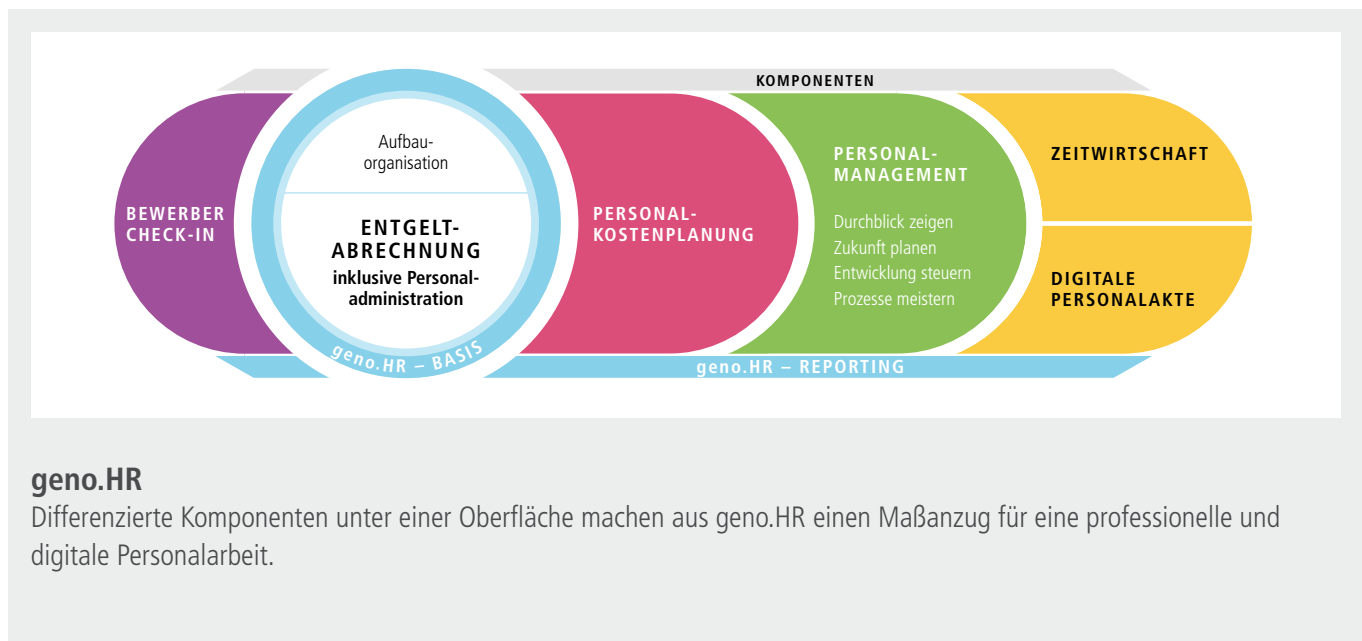 KOMPONENTEN
BEWERBER
CHECK-IN
Aufbau-
organisation
ENTGELT-
ABRECHNUNG
inklusive Personal-
administration
geno.HR – BASIS
PERSONAL-
KOSTENPLANUNG
PERSONAL-
MANAGEMENT
Durchblick zeigen
Zukunft planen
Entwicklung steuern
Prozesse meistern
ZEITWIRTSCHAFT
DIGITALE
PERSONALAKTE
geno.HR – REPORTING
geno.HR
Differenzierte Komponenten unter einer Oberfläche machen aus geno.HR einen Maßanzug für eine professionelle und
digitale Personalarbeit.